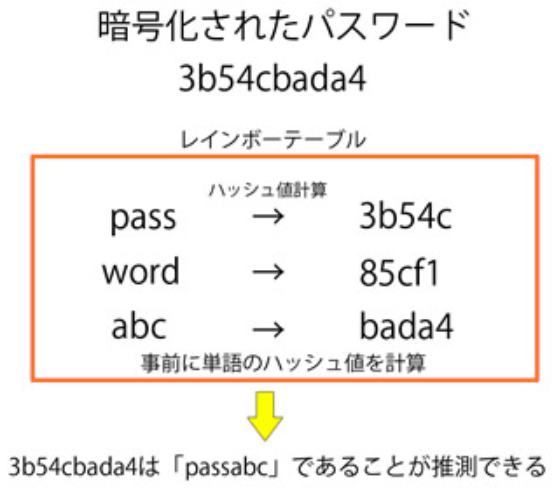 暗号化されたパスワード
3b54cbada4
レインボーテーブル
ハッシュ値計算
pass → 3b54c
word → 85cf1
abc → bada4
事前に単語のハッシュ値を計算
3b54cbada4は「passabc」であることが推測できる